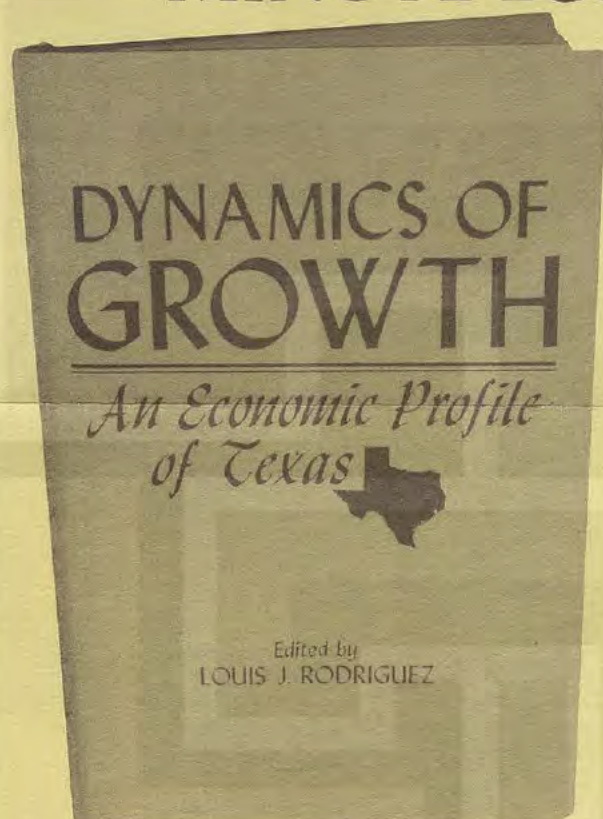 DYNAMICS OF
GROWTH
An Economic Profile
of Texas
Edited by
LOUIS J. RODRIGUEZ